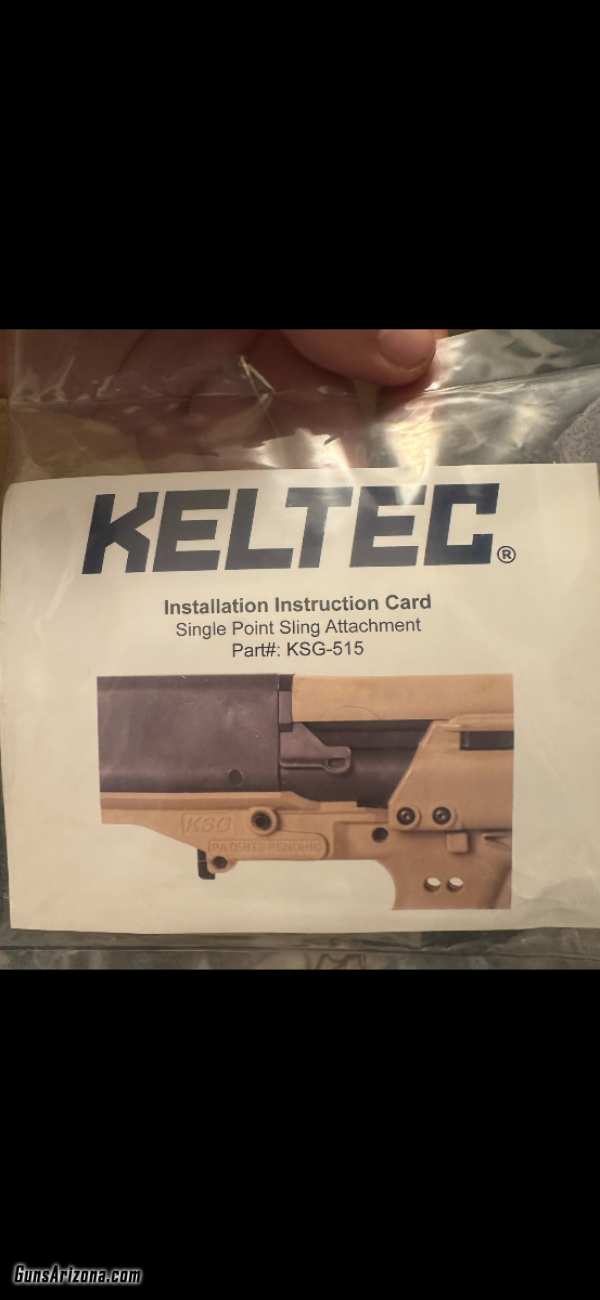 KELTEC®
Installation Instruction Card
Single Point Sling Attachment
Part#: KSG-515
KSG
PATENTS PENDING
GunsArizona.com